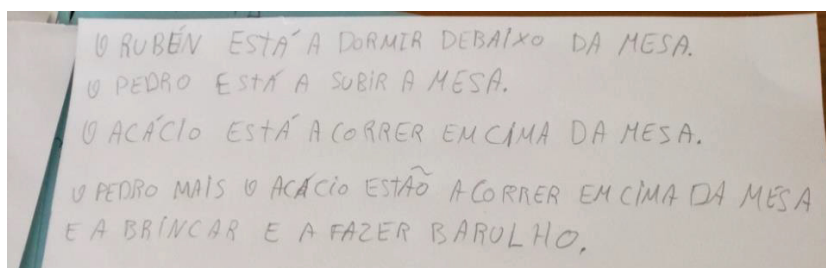 O RUBÉN ESTÁ A DORMIR DEBAIXO DA MESA.
O PEDRO ESTÁ A SUBIR A MESA.
O ACÁCIO ESTÁ A CORRER EM CIMA DA MESA.
O PEDRO MAIS O ACÁCIO ESTÃO A CORRER EM CIMA DA MESA
E A BRINCAR E A FAZER BARULHO.